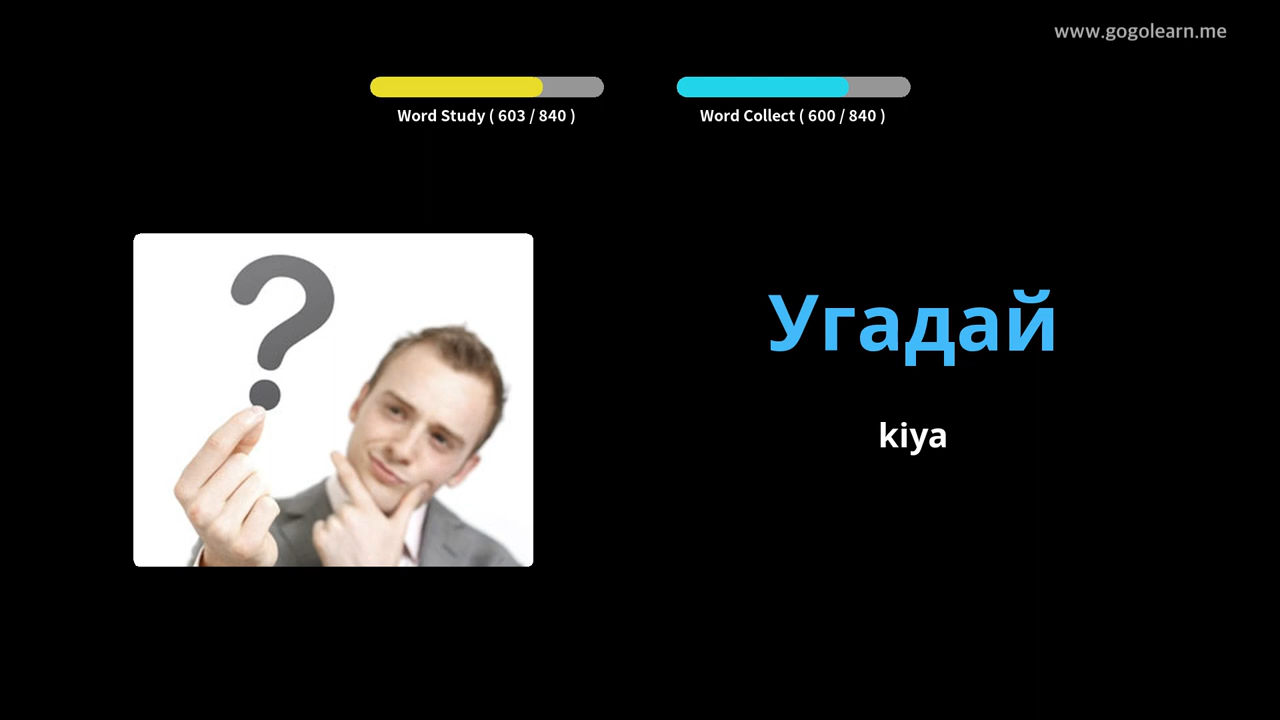 www.gogolearn.me
Word Study ( 603 / 840 )
Word Collect ( 600 / 840 )
?
Угадай
kiya